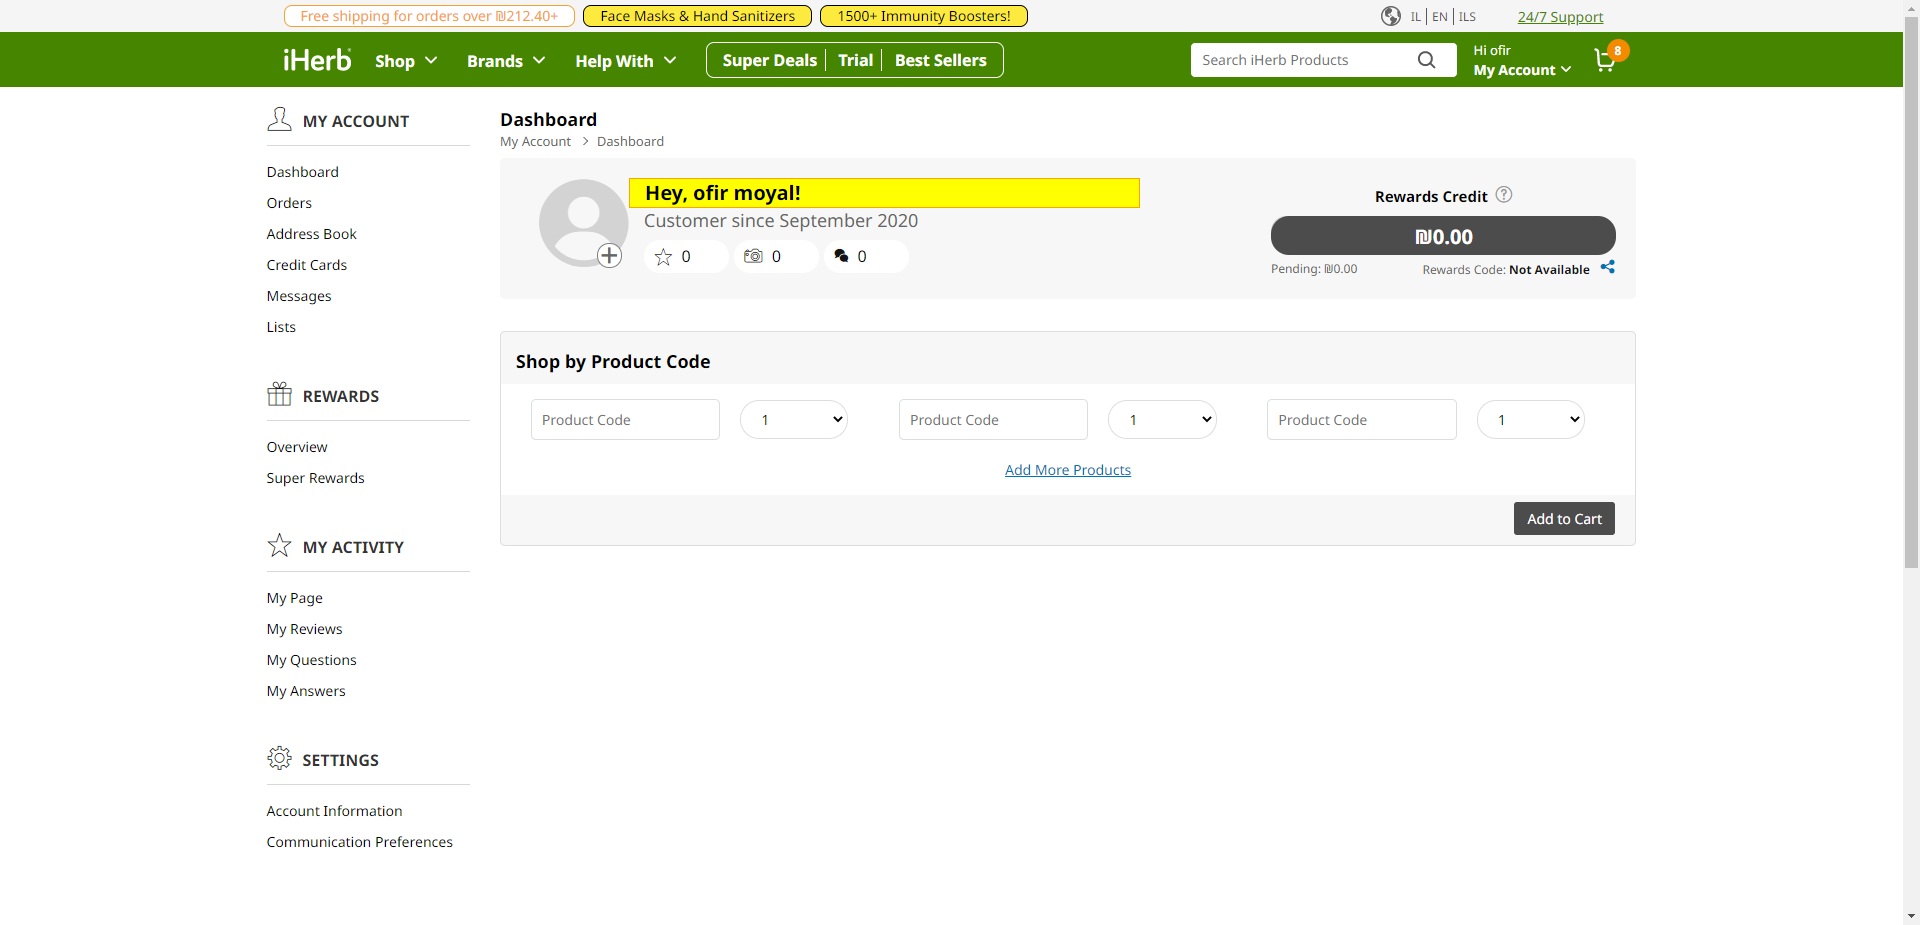 Free shipping for orders over ₪212.40+
Face Masks & Hand Sanitizers
1500+ Immunity Boosters!
IL | EN | ILS
24/7 Support
iHerb
Shop
Brands
Help With
Super Deals
Trial
Best Sellers
Search iHerb Products
Hi ofir
My Account
8
MY ACCOUNT
Dashboard
Orders
Address Book
Credit Cards
Messages
Lists
REWARDS
Overview
Super Rewards
MY ACTIVITY
My Page
My Reviews
My Questions
My Answers
SETTINGS
Account Information
Communication Preferences
Dashboard
My Account > Dashboard
Hey, ofir moyal!
Customer since September 2020
0
0
0
Rewards Credit
₪0.00
Pending: ₪0.00
Rewards Code: Not Available
Shop by Product Code
Product Code
1
Product Code
1
Product Code
1
Add More Products
Add to Cart